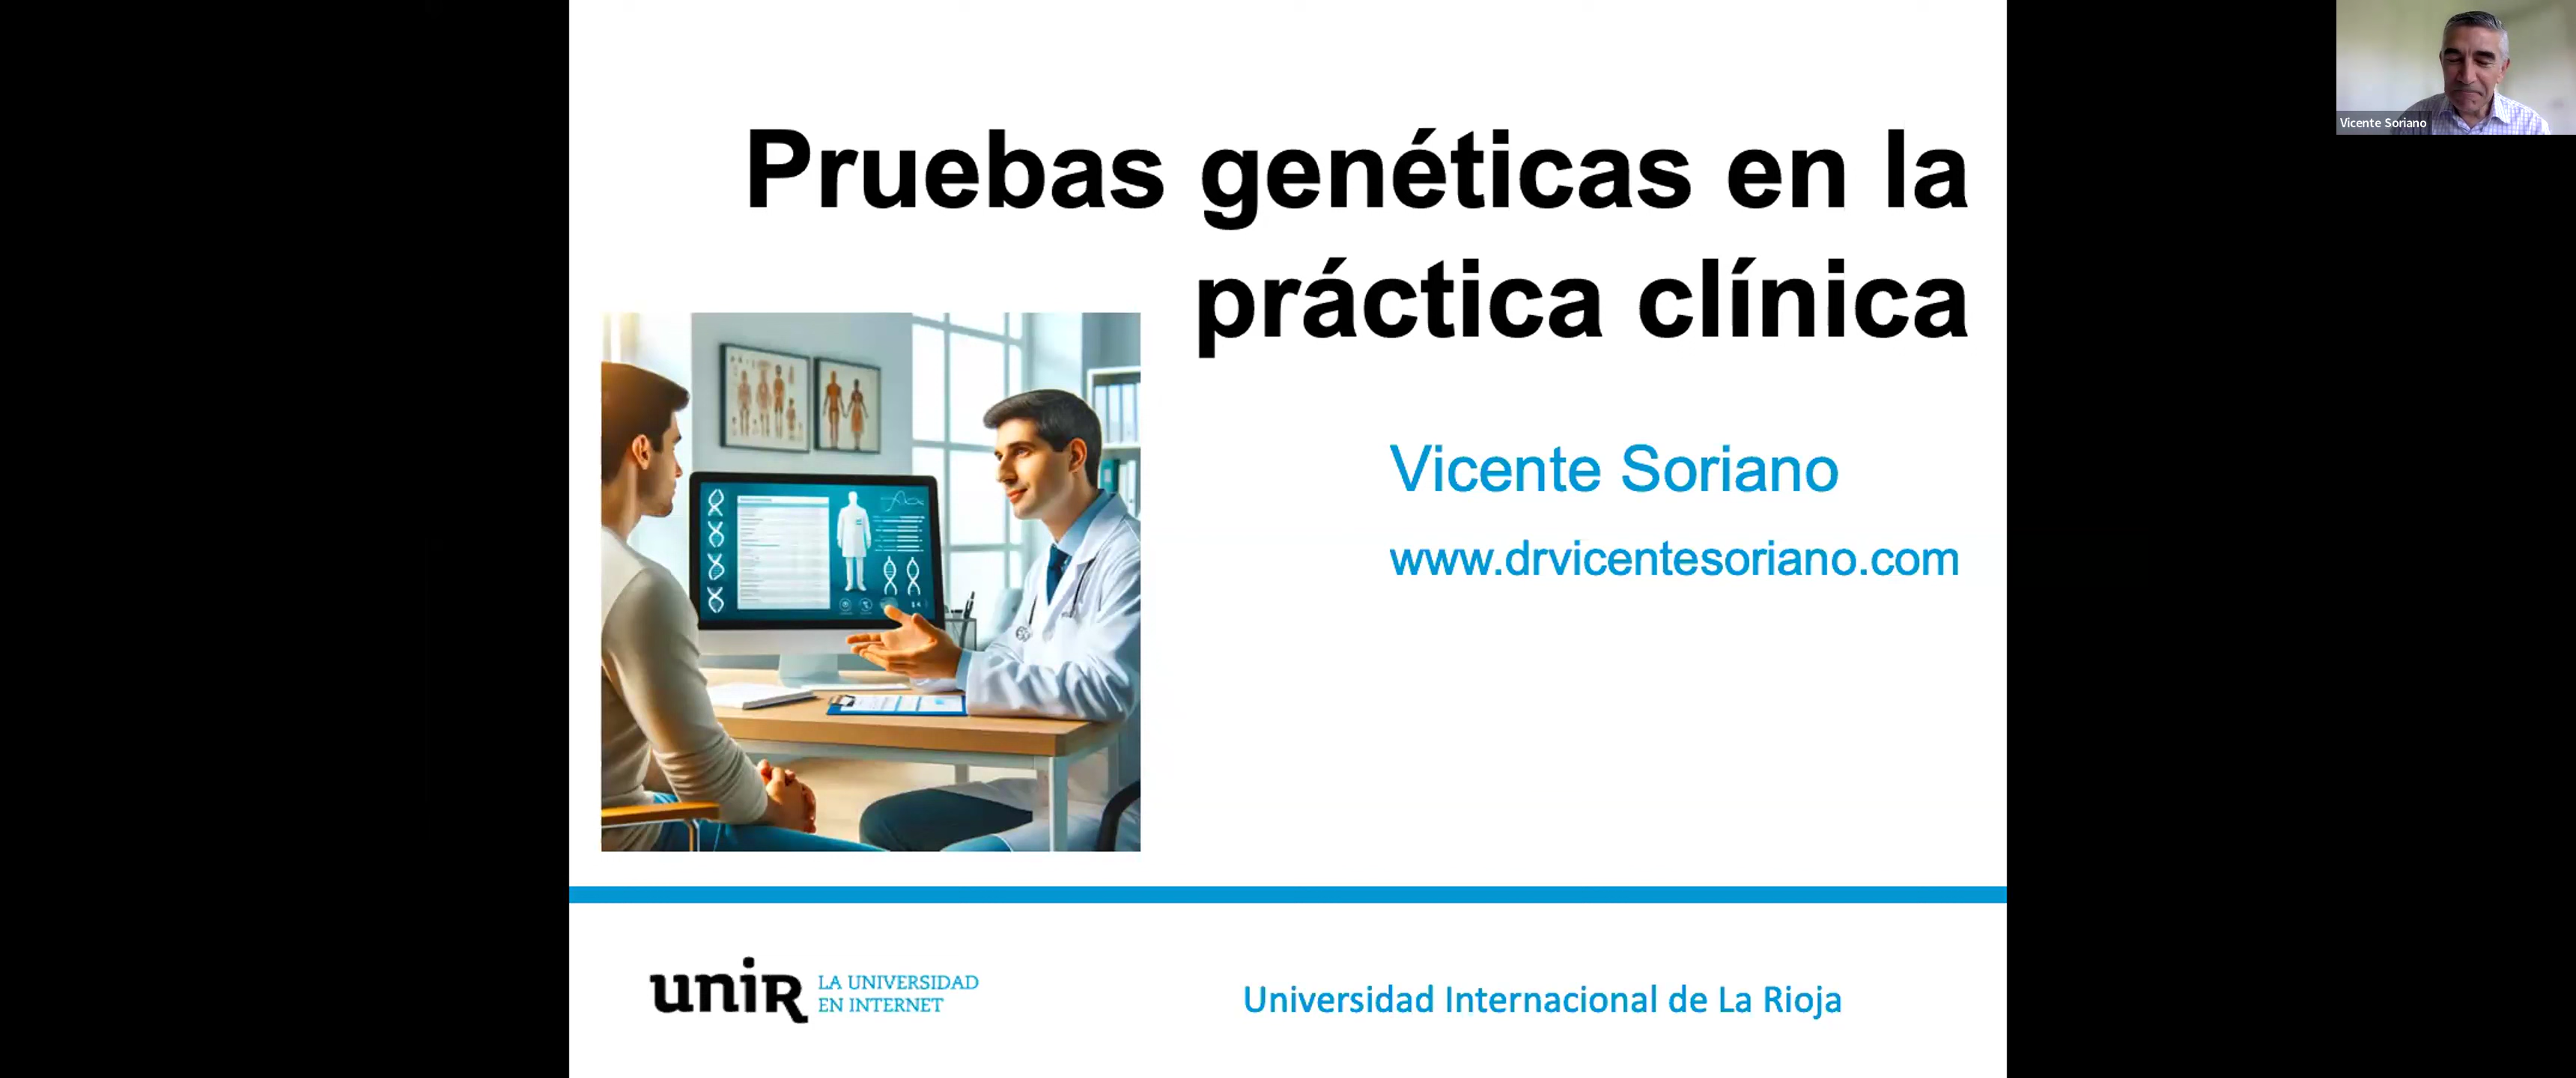 Pruebas genéticas en la
práctica clínica
Vicente Soriano
www.drvicentesoriano.com
unir LA UNIVERSIDAD
EN INTERNET
Universidad Internacional de La Rioja
Vicente Soriano